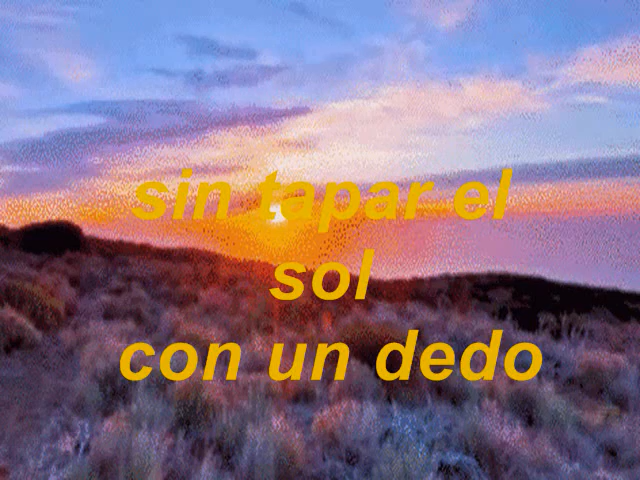 sin tapar el
sol
con un dedo